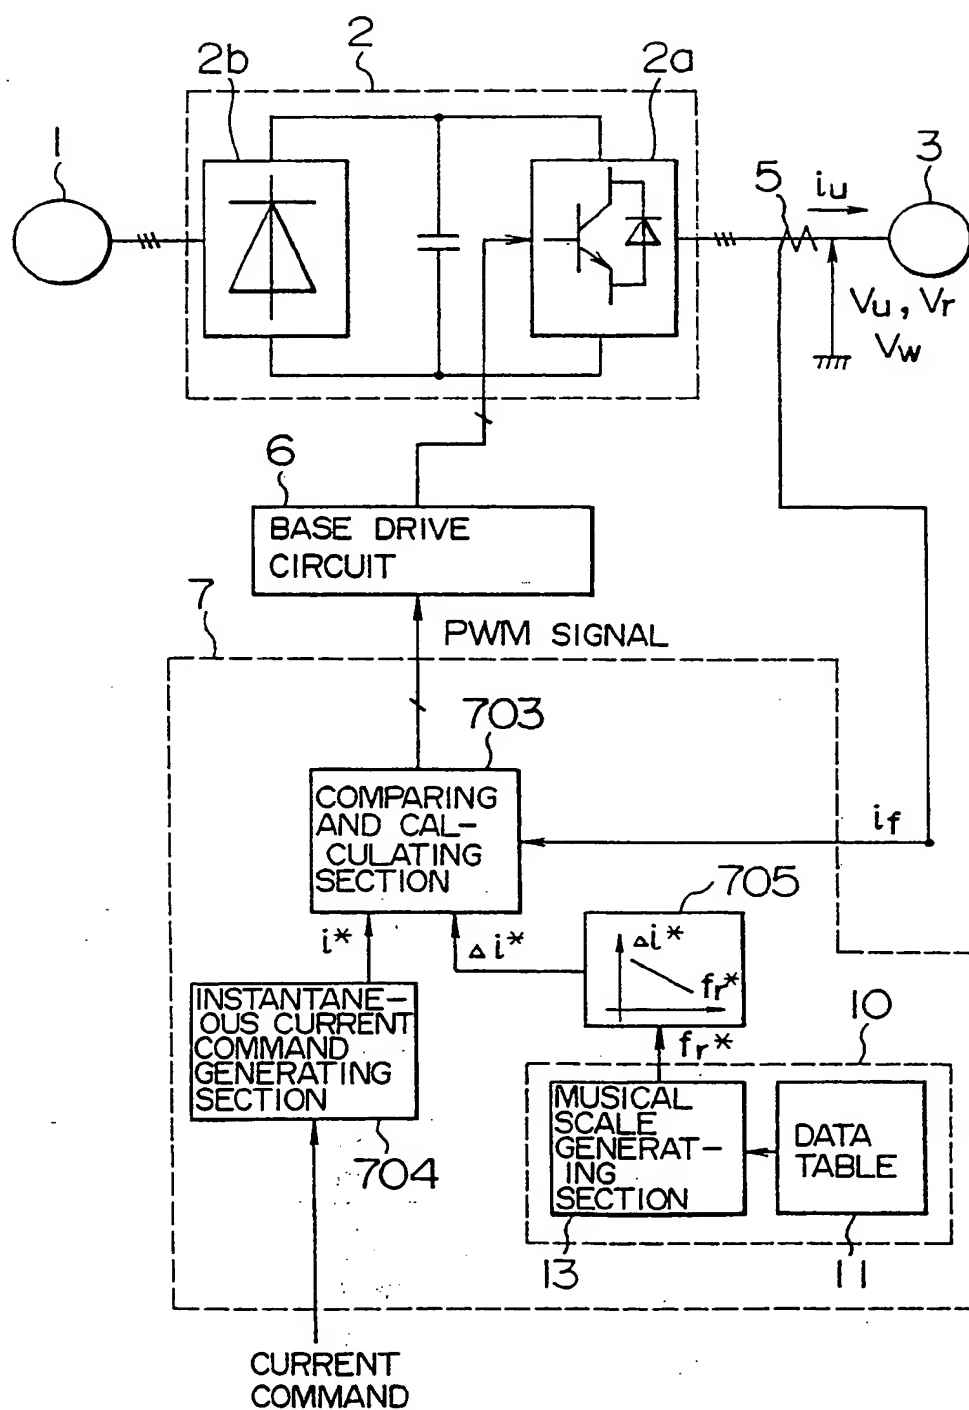 2
2b
2a
1
5
iu
3
Vu, Vr
Vw
6
BASE DRIVE
CIRCUIT
7
PWM SIGNAL
703
COMPARING
AND CAL-
CULATING
SECTION
if
705
i*
Δi*
Δi*
fr*
INSTANTANE-
OUS CURRENT
COMMAND
GENERATING
SECTION
fr*
10
704
MUSICAL
SCALE
GENERAT-
ING
SECTION
DATA
TABLE
13
11
CURRENT
COMMAND